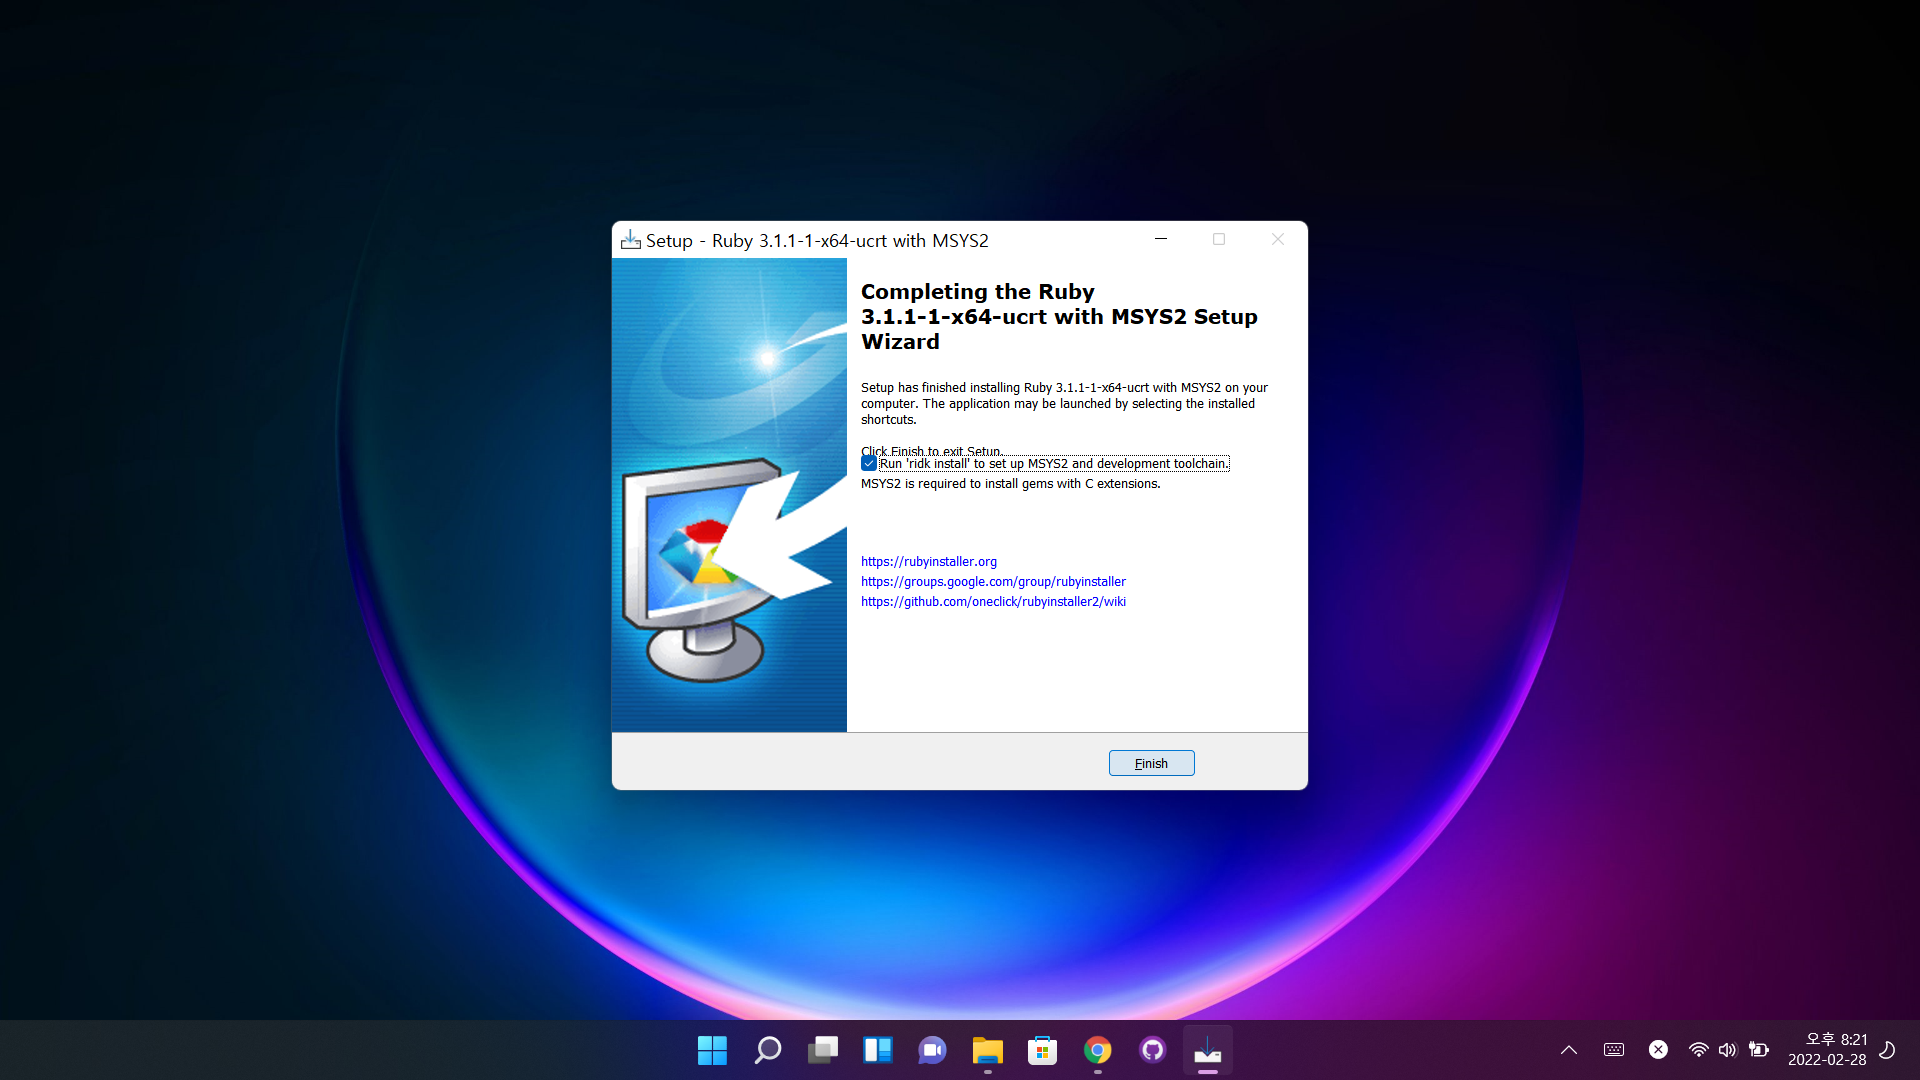 Setup - Ruby 3.1.1-1-x64-ucrt with MSYS2
Completing the Ruby
3.1.1-1-x64-ucrt with MSYS2 Setup
Wizard
Setup has finished installing Ruby 3.1.1-1-x64-ucrt with MSYS2 on your
computer. The application may be launched by selecting the installed
shortcuts.
Click Finish to exit Setup.
Run 'ridk install' to set up MSYS2 and development toolchain.
MSYS2 is required to install gems with C extensions.
https://rubyinstaller.org
https://groups.google.com/group/rubyinstaller
https://github.com/oneclick/rubyinstaller2/wiki
Finish
오후 8:21
2022-02-28